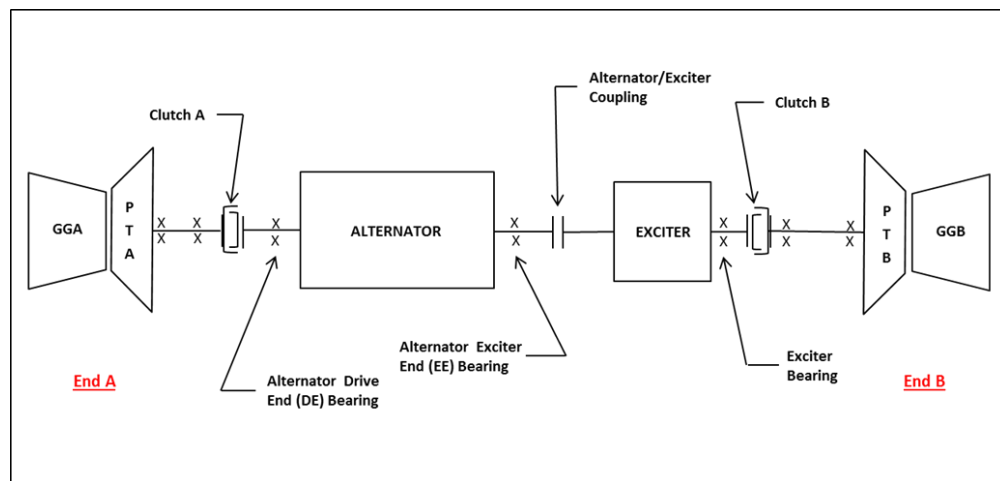 Alternator/Exciter
Coupling
Clutch A
Clutch B
GGA
P
T
A
X X
X X
X
X
ALTERNATOR
X
X
EXCITER
X
X
X X
X X
P
T
B
GGB
Alternator Exciter
End (EE) Bearing
Exciter
Bearing
End A
Alternator Drive
End (DE) Bearing
End B